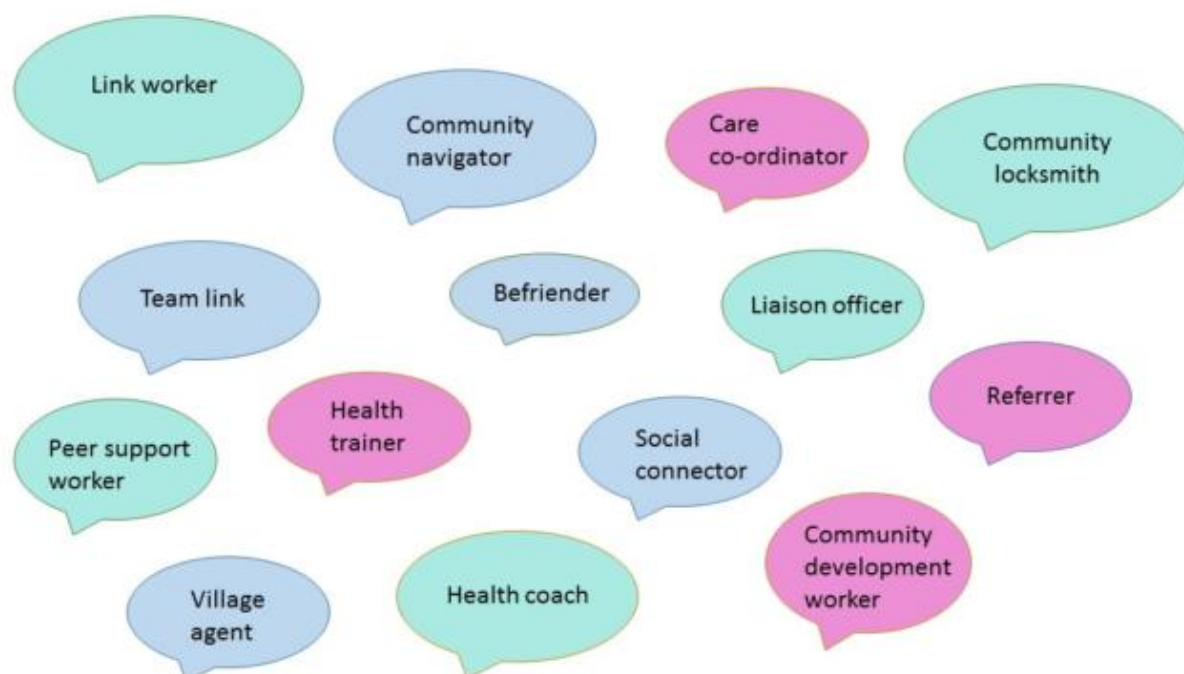 Link worker
Community
navigator
Care
co-ordinator
Community
locksmith
Team link
Befriender
Liaison officer
Referrer
Peer support
worker
Health
trainer
Social
connector
Community
development
worker
Village
agent
Health coach